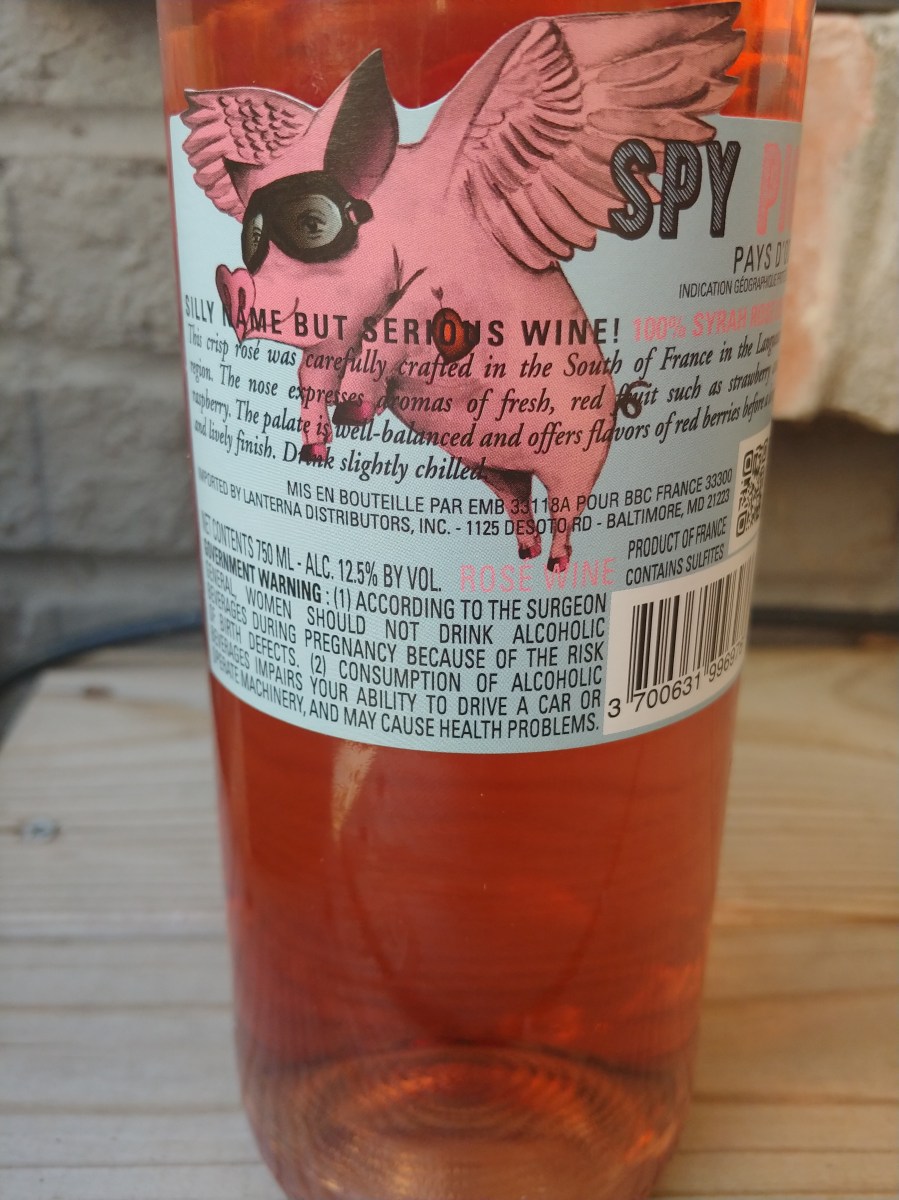 SPY
PAYS D'
INDICATION GÉOGRAPHIQUE
SILLY NAME BUT SERIOUS WINE! 100% SYRAH
This crisp rosé was carefully crafted in the South of France in the
region. The nose expresses aromas of fresh, red fruit such as strawberry
raspberry. The palate is well-balanced and offers flavors of red berries before a
and lively finish. Drink slightly chilled.
MIS EN BOUTEILLE PAR EMB 33118A POUR BBC FRANCE 33300
IMPORTED BY LANTERNA DISTRIBUTORS, INC. - 1125 DESOTO RD - BALTIMORE, MD 21223
NET CONTENTS 750 ML - ALC. 12.5% BY VOL. ROSÉ WINE
PRODUCT OF FRANCE
CONTAINS SULFITES
GOVERNMENT WARNING : (1) ACCORDING TO THE SURGEON
GENERAL, WOMEN SHOULD NOT DRINK ALCOHOLIC
BEVERAGES DURING PREGNANCY BECAUSE OF THE RISK
OF BIRTH DEFECTS. (2) CONSUMPTION OF ALCOHOLIC
BEVERAGES IMPAIRS YOUR ABILITY TO DRIVE A CAR OR
OPERATE MACHINERY, AND MAY CAUSE HEALTH PROBLEMS.
3 700631